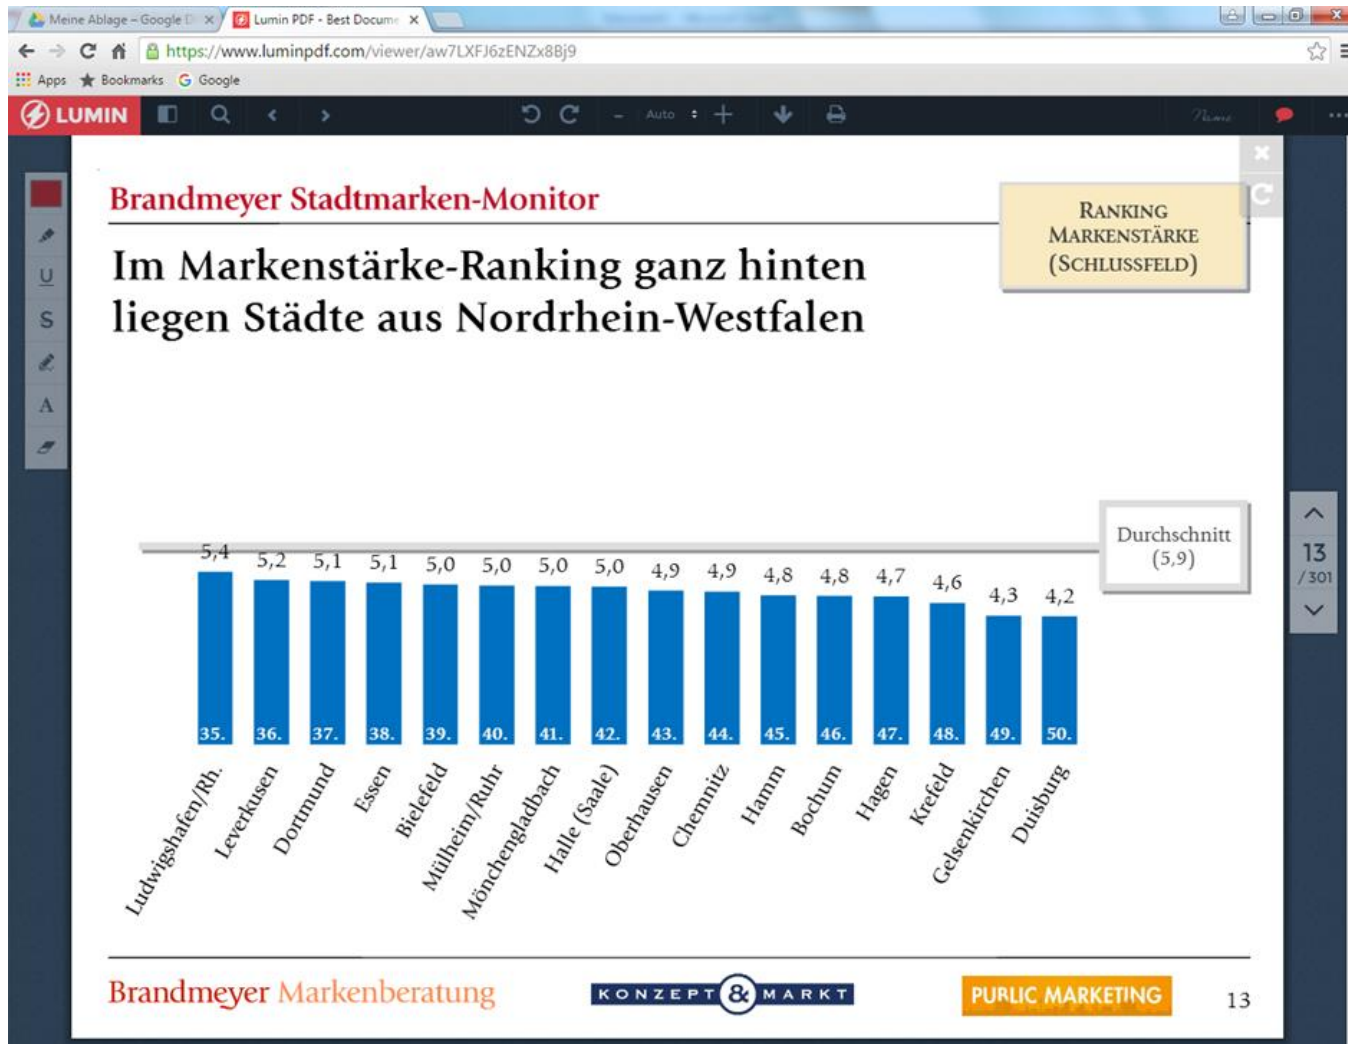 Meine Ablage – Google D
Lumin PDF - Best Docume
https://www.luminpdf.com/viewer/aw7LXFJ6zENZx8Bj9
Apps Bookmarks G Google
LUMIN
Auto
Name
Brandmeyer Stadtmarken-Monitor
RANKING
MARKENSTÄRKE
(SCHLUSSFELD)
Im Markenstärke-Ranking ganz hinten
liegen Städte aus Nordrhein-Westfalen
U
S
A
Durchschnitt
(5,9)
13
/ 301
5,4 5,2 5,1 5,1 5,0 5,0 5,0 5,0 4,9 4,9 4,8 4,8 4,7 4,6 4,3 4,2
35. 36. 37. 38. 39. 40. 41. 42. 43. 44. 45. 46. 47. 48. 49. 50.
Ludwigshafen/Rh.
Leverkusen
Dortmund
Essen
Bielefeld
Mülheim/Ruhr
Mönchengladbach
Halle (Saale)
Oberhausen
Chemnitz
Hamm
Bochum
Hagen
Krefeld
Gelsenkirchen
Duisburg
Brandmeyer Markenberatung
KONZEPT & MARKT
PUBLIC MARKETING
13